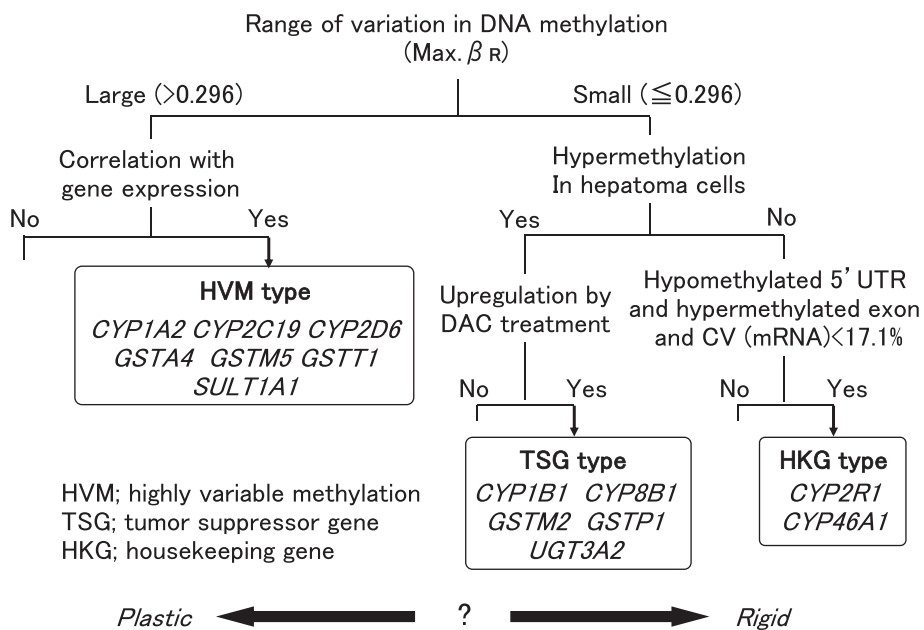 Range of variation in DNA methylation
(Max. β R)
Large (>0.296)
Small (≦0.296)
Correlation with
gene expression
Hypermethylation
In hepatoma cells
No
Yes
Yes
No
HVM type
CYP1A2 CYP2C19 CYP2D6
GSTA4 GSTM5 GSTT1
SULT1A1
Upregulation by
DAC treatment
Hypomethylated 5' UTR
and hypermethylated exon
and CV (mRNA)<17.1%
No
Yes
No
Yes
TSG type
CYP1B1 CYP8B1
GSTM2 GSTP1
UGT3A2
HKG type
CYP2R1
CYP46A1
HVM; highly variable methylation
TSG; tumor suppressor gene
HKG; housekeeping gene
Plastic ? Rigid